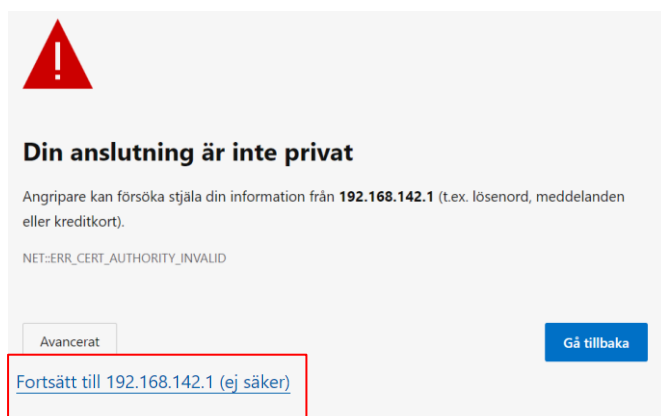 Din anslutning är inte privat
Angripare kan försöka stjäla din information från 192.168.142.1 (t.ex. lösenord, meddelanden
eller kreditkort).
NET::ERR_CERT_AUTHORITY_INVALID
Avancerat
Gå tillbaka
Fortsätt till 192.168.142.1 (ej säker)